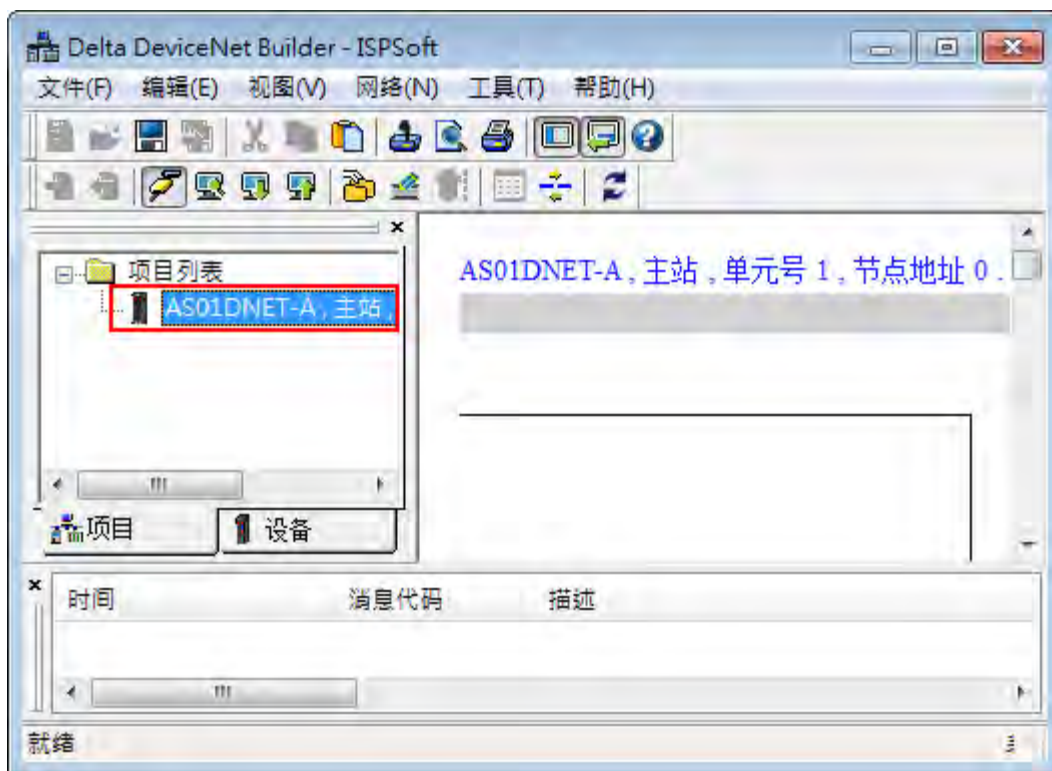 Delta DeviceNet Builder - ISPSoft
文件(F) 编辑(E) 视图(V) 网络(N) 工具(T) 帮助(H)
项目列表
AS01DNET-A , 主站 ,
AS01DNET-A , 主站 , 单元号 1 , 节点地址 0 .
项目 设备
时间 消息代码 描述
就绪